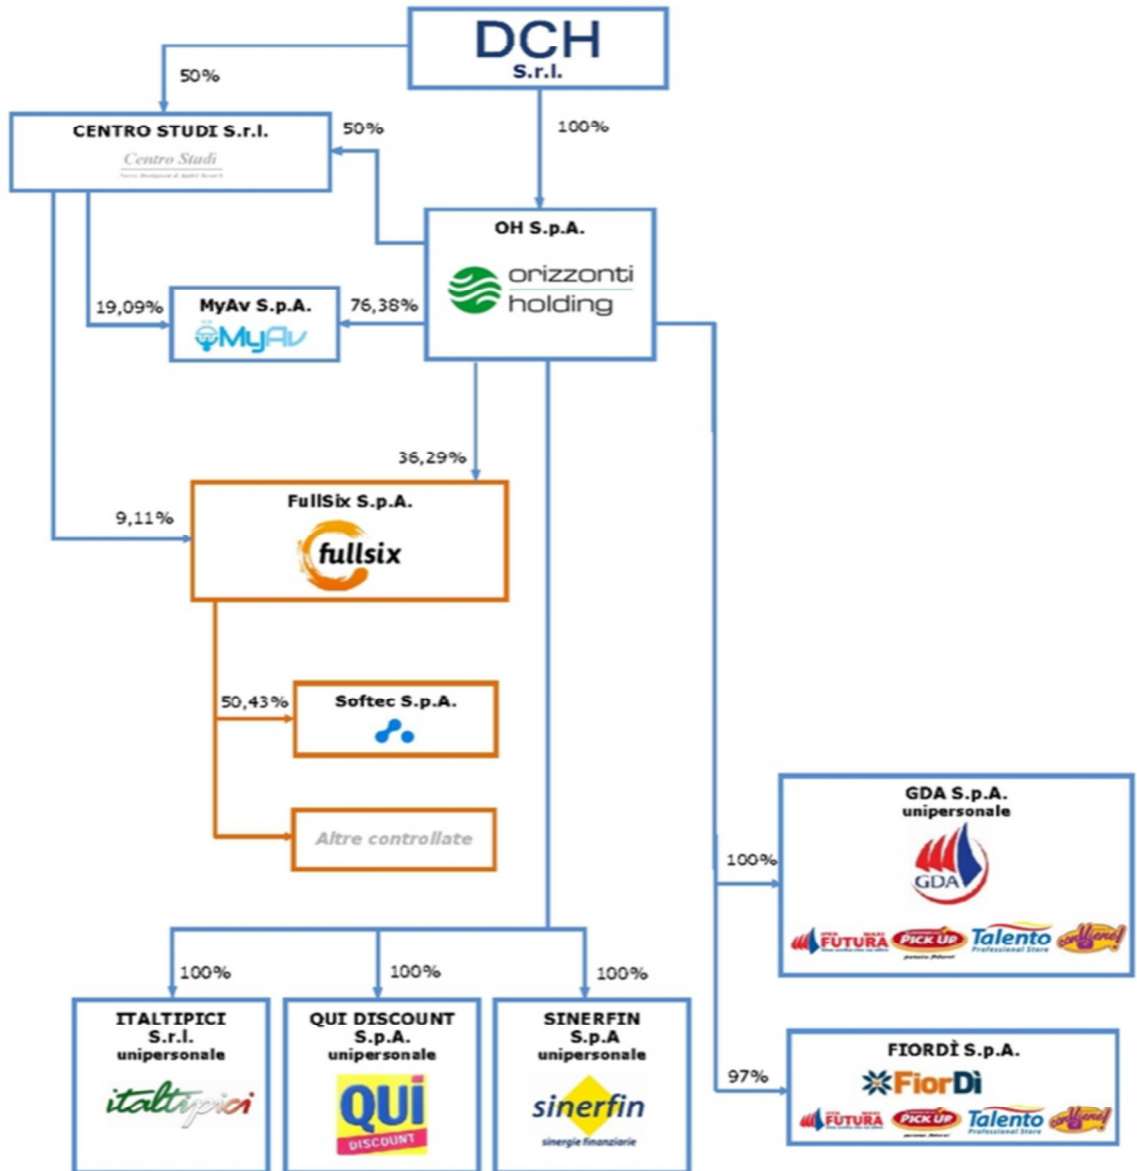 DCH
S.r.l.
50%
100%
CENTRO STUDI S.r.l.
Centro Studi
50%
OH S.p.A.
orizzonti
holding
19,09%
MyAv S.p.A.
MyAv
76,38%
36,29%
FullSix S.p.A.
fullsix
9,11%
50,43%
Softec S.p.A.
Altre controllate
GDA S.p.A.
unipersonale
GDA
100%
FUTURA PICK UP Talento conViene!
Professional Store
100%
100%
100%
ITALTIPICI
S.r.l.
unipersonale
italtipici
QUI DISCOUNT
S.p.A.
unipersonale
QUI
DISCOUNT
SINERFIN
S.p.A
unipersonale
sinerfin
sinergie finanziarie
97%
FIORDÌ S.p.A.
FiorDì
FUTURA PICK UP Talento conViene!
Professional Store